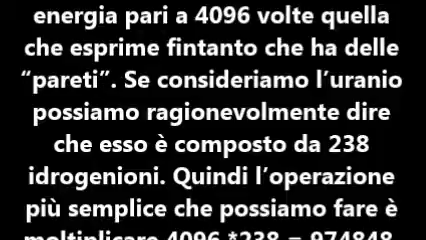 energia pari a 4096 volte quella
che esprime fintanto che ha delle
“pareti”. Se consideriamo l’uranio
possiamo ragionevolmente dire
che esso è composto da 238
idrogenioni. Quindi l’operazione
più semplice che possiamo fare è
moltiplicare 4096 *238 = 974848